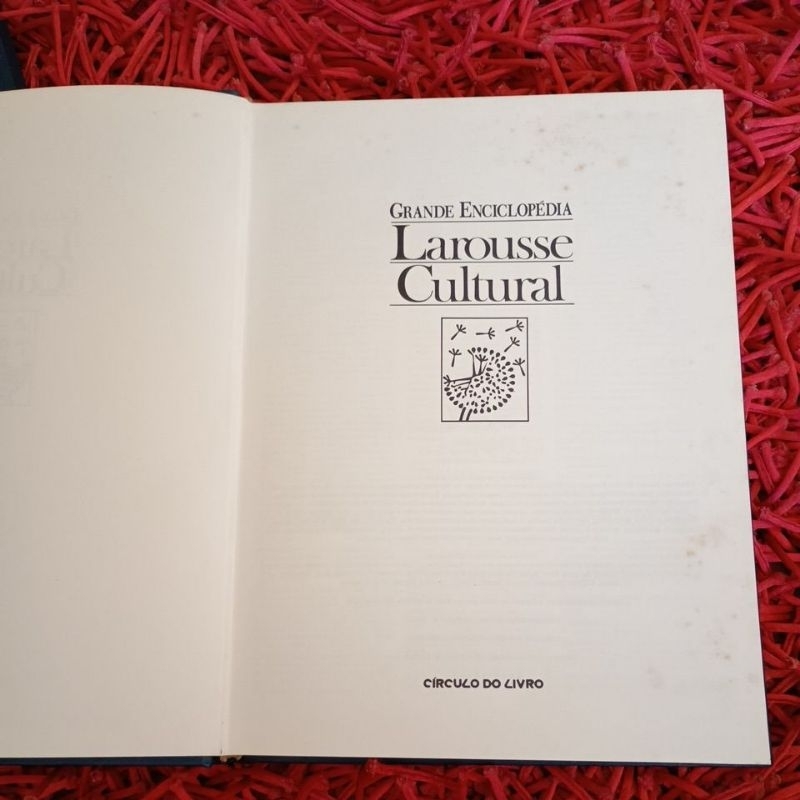 GRANDE ENCICLOPÉDIA
Larousse
Cultural
CÍRCULO DO LIVRO